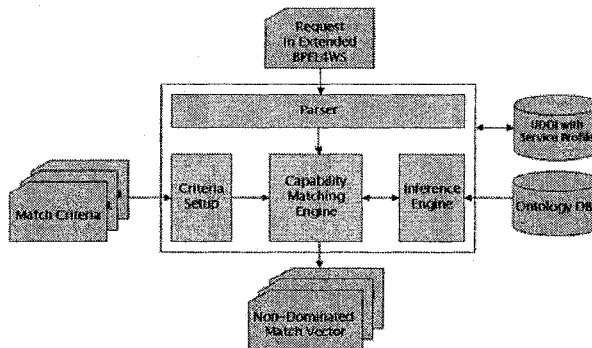 Request
in Extended
BPEL4WS
Parser
UDDI with
Service Profile
Criteria
Setup
Capability
Matching
Engine
Inference
Engine
Match Criteria
Ontology DB
Non-Dominated
Match Vector